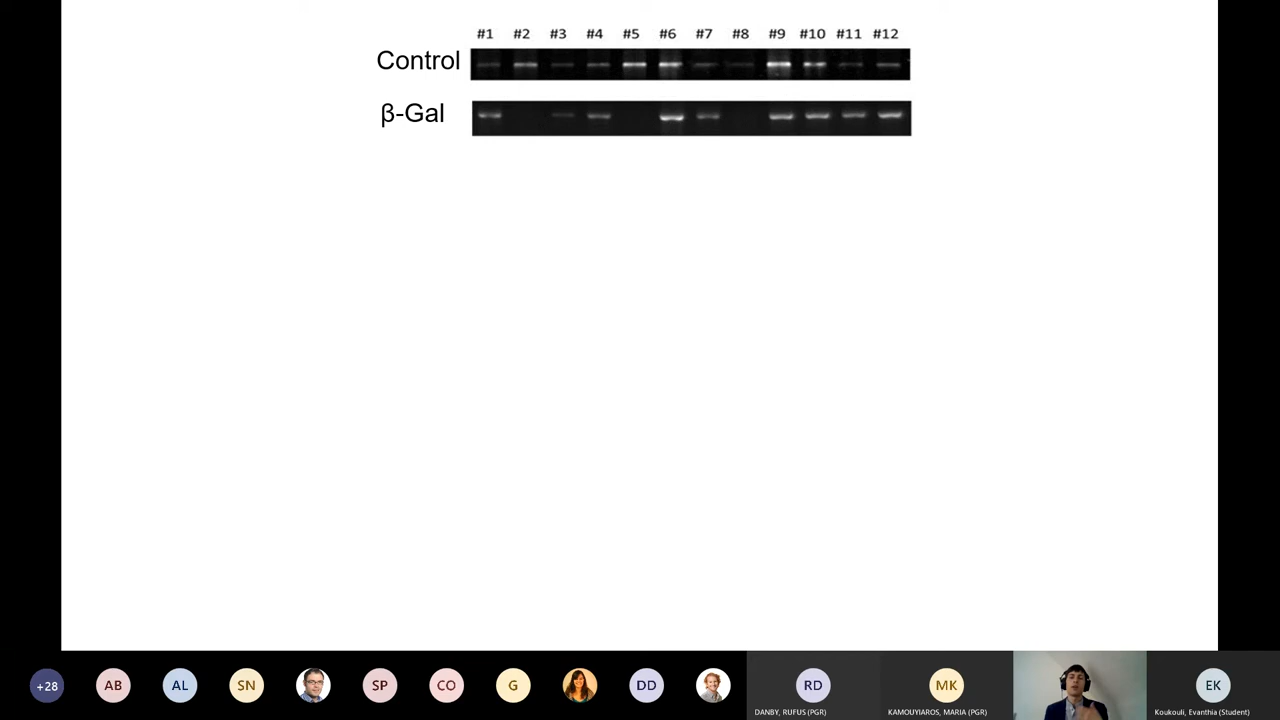 #1 #2 #3 #4 #5 #6 #7 #8 #9 #10 #11 #12
Control
β-Gal
+28 AB AL SN SP CO G DD RD MK EK
DANBY, RUFUS (PGR) KAMOUYIAROS, MARIA (PGR) Koukouli, Evanthia (Student)